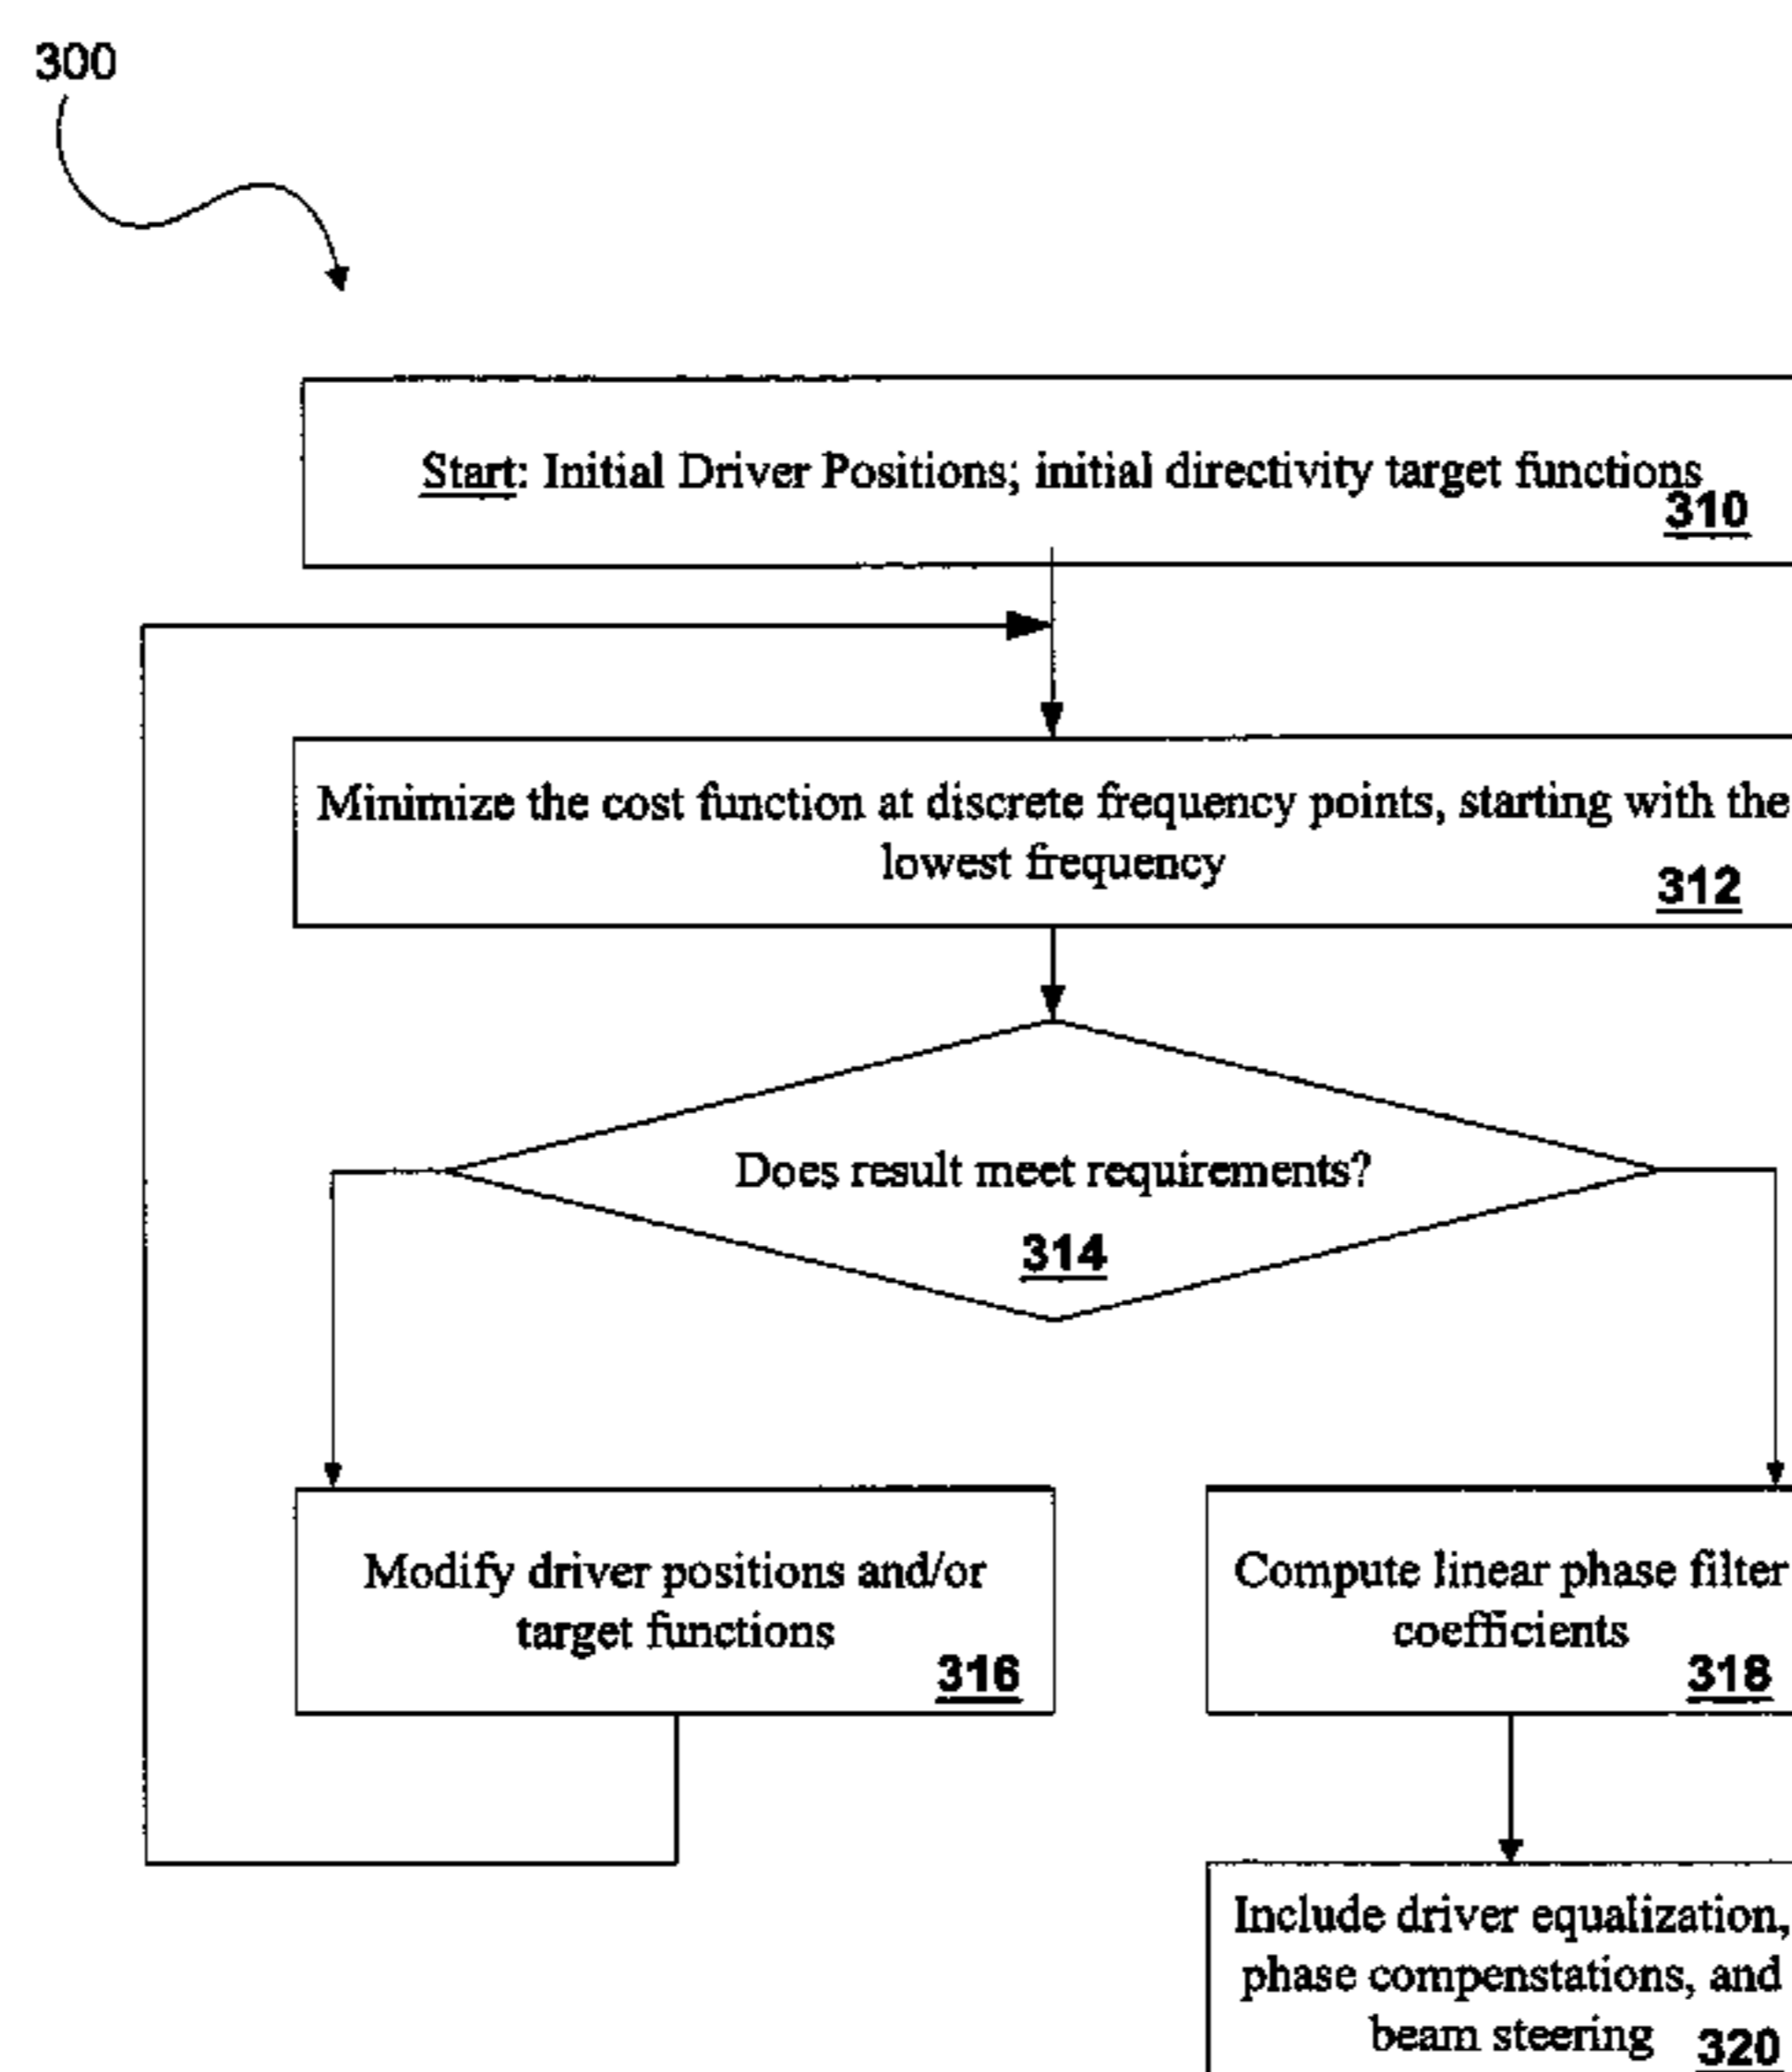 300
Start: Initial Driver Positions; initial directivity target functions
310
Minimize the cost function at discrete frequency points, starting with the
lowest frequency
312
Does result meet requirements?
314
Modify driver positions and/or
target functions
316
Compute linear phase filter
coefficients
318
Include driver equalization,
phase compenstations, and
beam steering 320